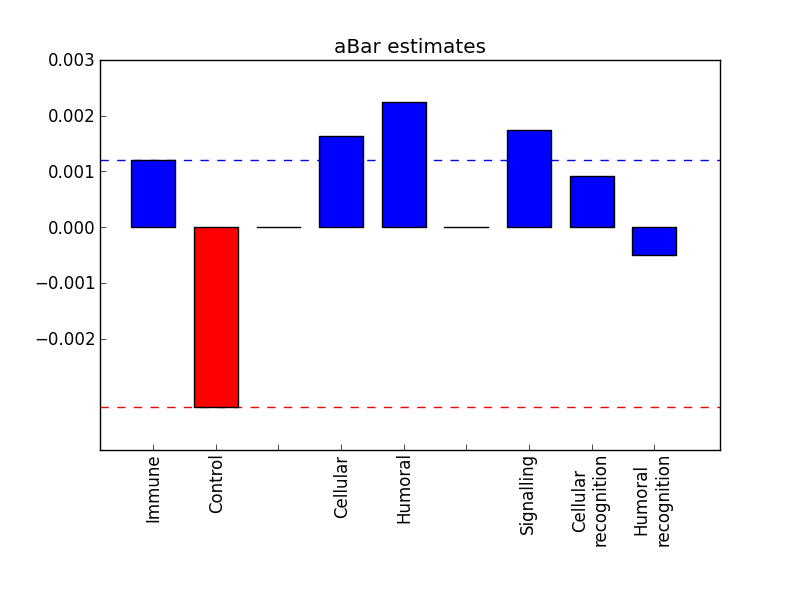 aBar estimates
0.003
0.002
0.001
0.000
−0.001
−0.002
Immune
Control
Cellular
Humoral
Signalling
Cellular
recognition
Humoral
recognition